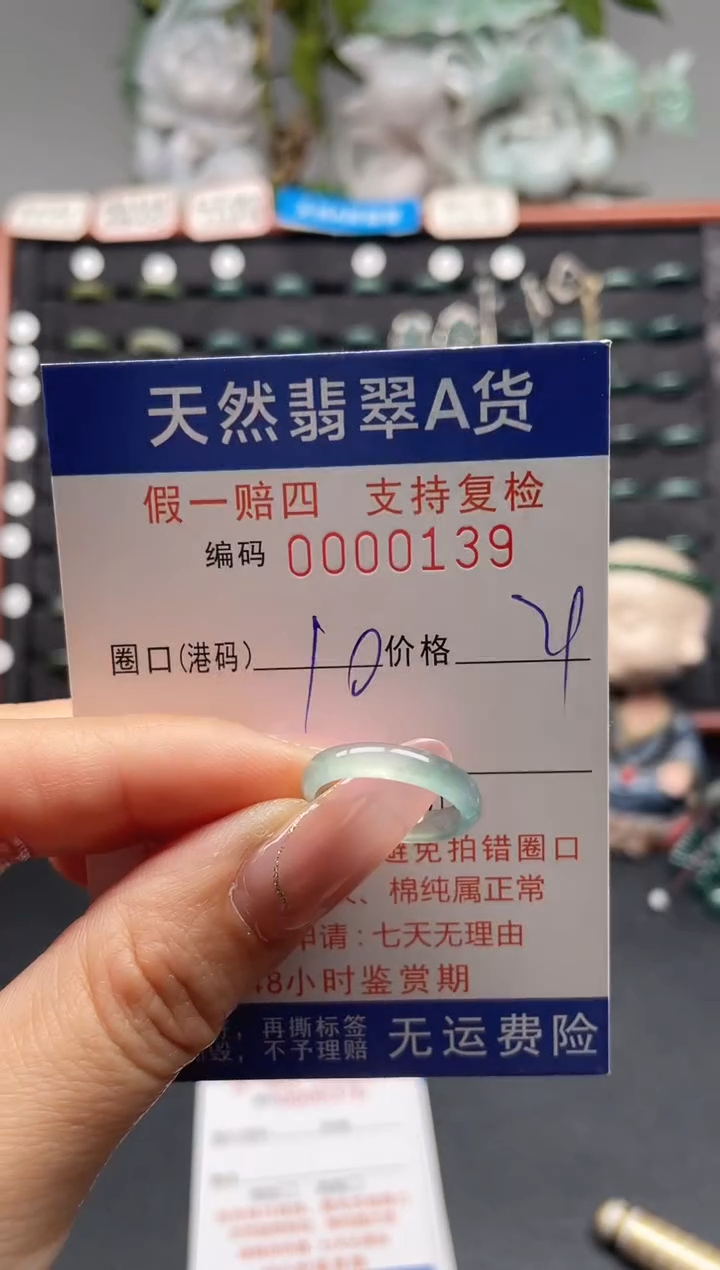 天然翡翠A货
假一赔四 支持复检
编码 0000139
圈口(港码) 10 价格 4
避免拍错圈口
、棉纯属正常
申请:七天无理由
48小时鉴赏期
,再撕标签
毁,不予理赔
无运费险